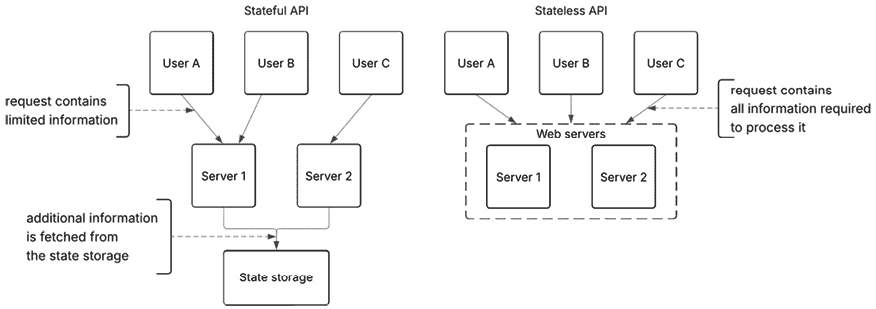 Stateful API
User A
User B
User C
request contains
limited information
Server 1
Server 2
additional information
is fetched from
the state storage
State storage
Stateless API
User A
User B
User C
request contains
all information required
to process it
Web servers
Server 1
Server 2